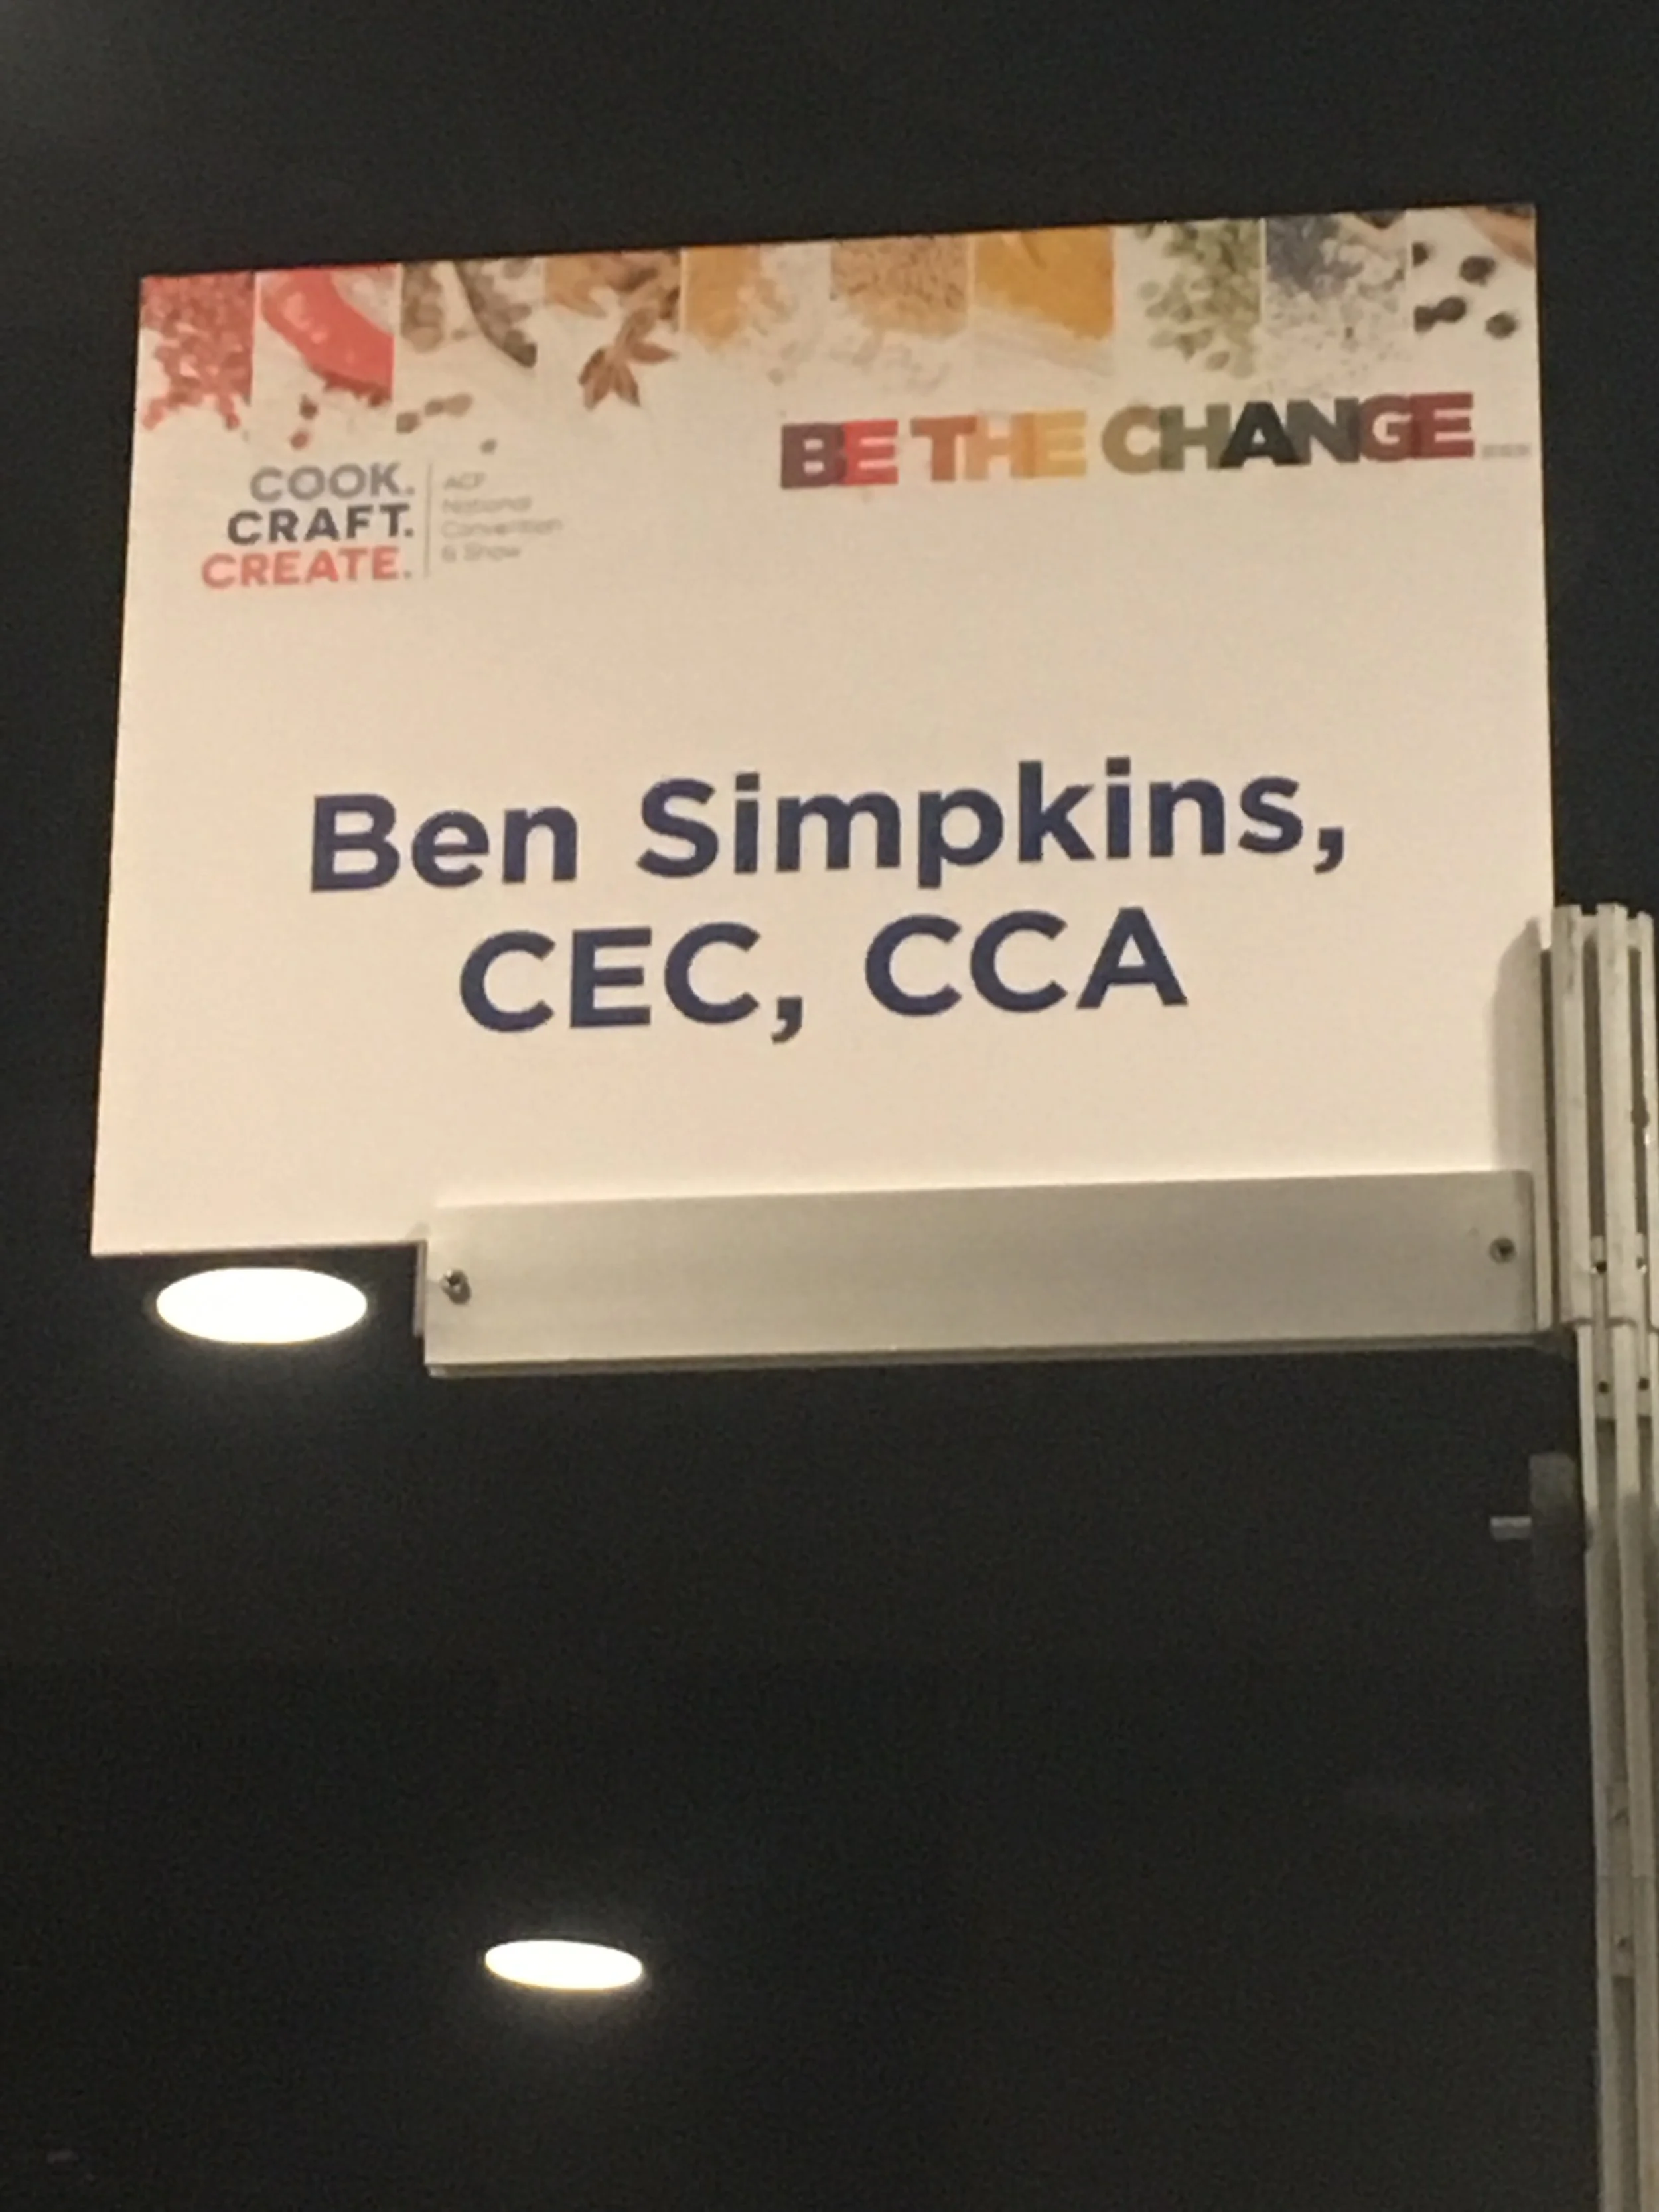 COOK.
CRAFT.
CREATE.
ACF
National
Convention
& Show
BE THE CHANGE
Ben Simpkins,
CEC, CCA